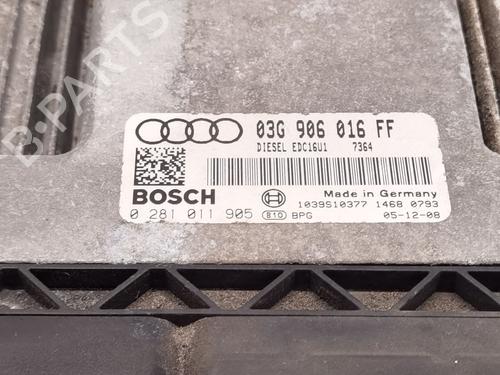 03G 906 016 FF
DIESEL EDC16U1 7364
BOSCH
Made in Germany
0 281 011 905 B10 BPG
1039S10377 1468 0793
05-12-08
B-PARTS